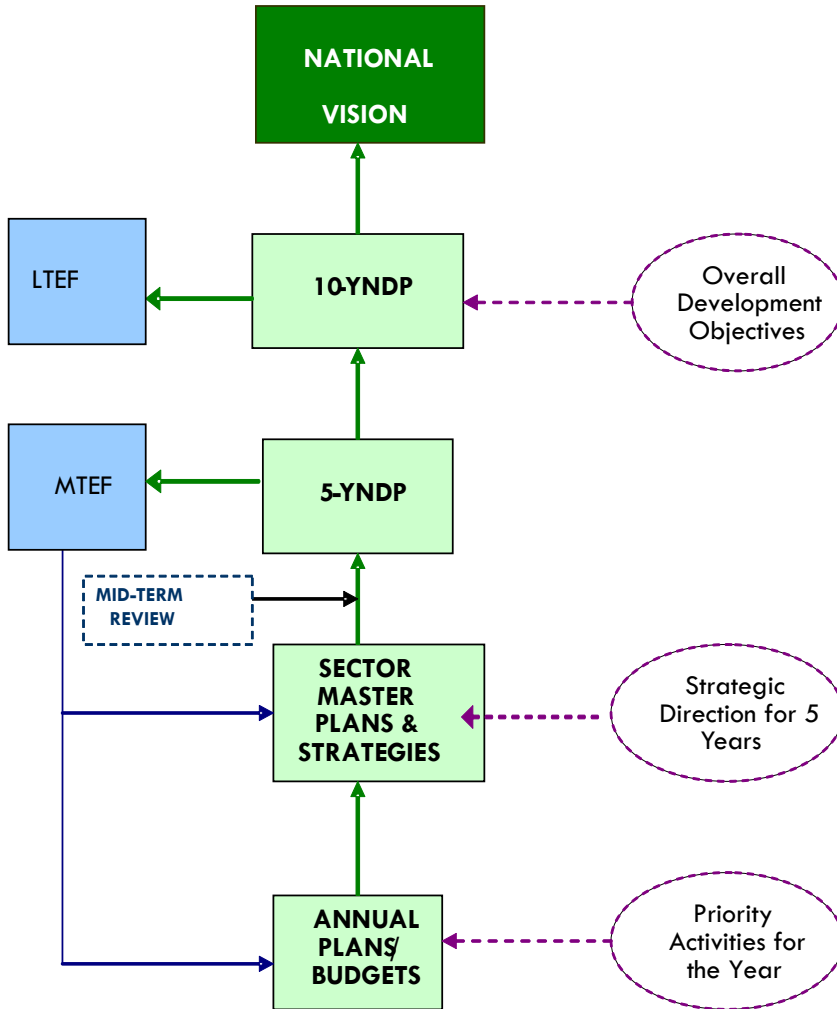 NATIONAL
VISION
LTEF
10-YNDP
Overall
Development
Objectives
MTEF
5-YNDP
MID-TERM
REVIEW
SECTOR
MASTER
PLANS &
STRATEGIES
Strategic
Direction for 5
Years
ANNUAL
PLANS/
BUDGETS
Priority
Activities for
the Year